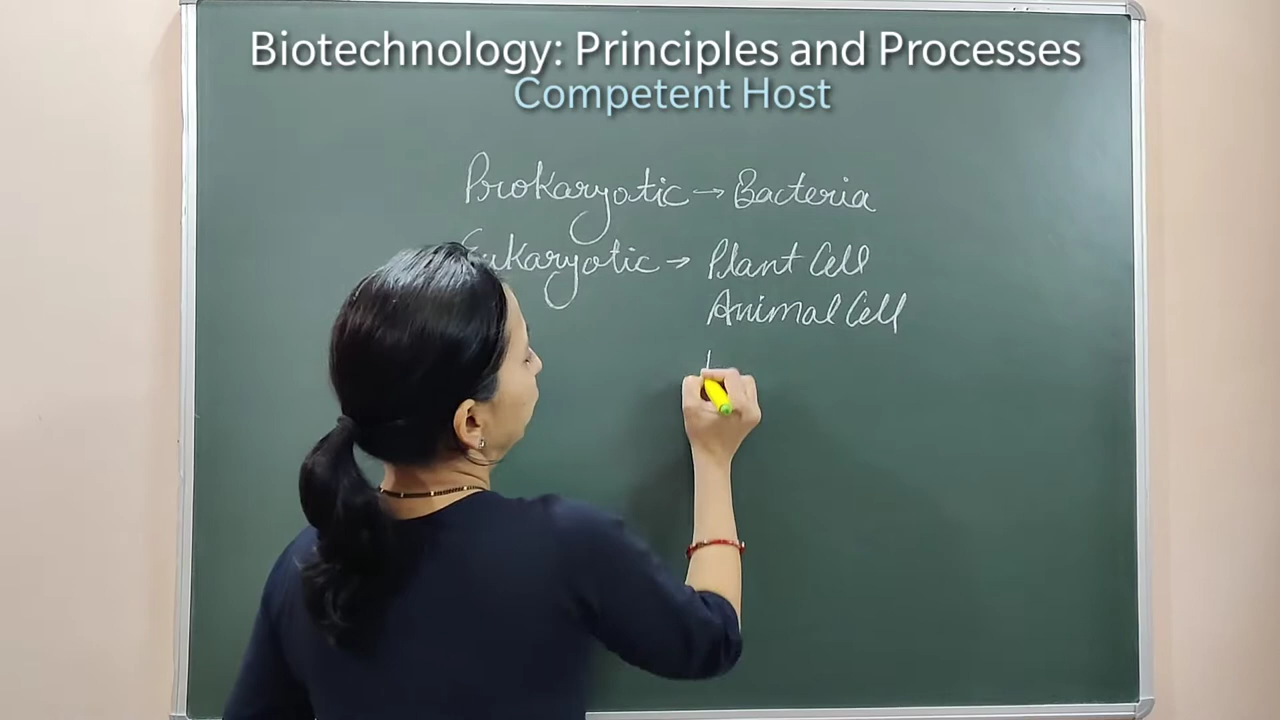 Biotechnology: Principles and Processes
Competent Host
Prokaryotic → Bacteria
Eukaryotic → Plant Cell
Animal Cell